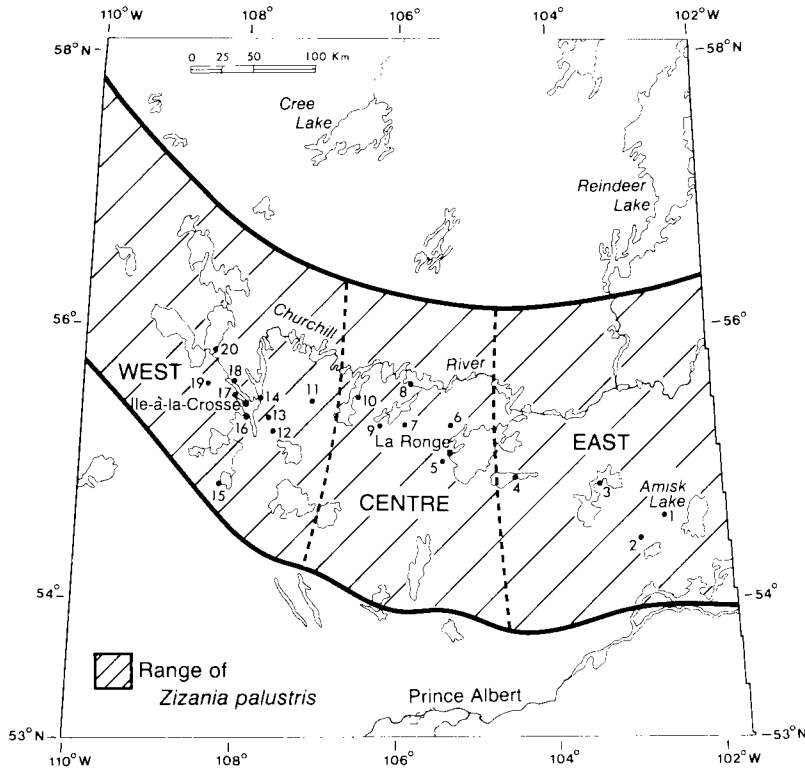 110°W
108°
106°
104°
102°W
58°N
58°N
0 25 50 100 Km
Cree
Lake
Reindeer
Lake
56°
56°
Churchill
River
WEST
20
19
18
17
14
11
Ile-à-la-Crosse
13
16
12
15
10
8
9
7
6
La Ronge
5
CENTRE
EAST
4
3
Amisk
Lake
1
2
54°
54°
Range of
Zizania palustris
Prince Albert
53°N
53°N
110°W
108°
106°
104°
102°W